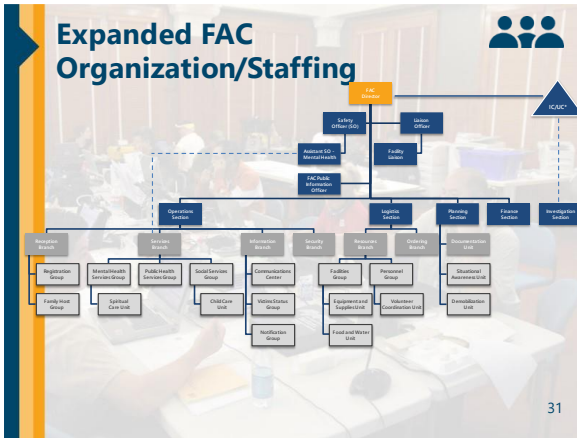 Expanded FAC
Organization/Staffing
FAC
Director
IC/UC*
Safety
Officer (SO)
Liaison
Officer
Assistant SO -
Mental Health
Facility
Liaison
FAC Public
Information
Officer
Operations
Section
Logistics
Section
Planning
Section
Finance
Section
Investigation
Section
Reception
Branch
Services
Branch
Information
Branch
Security
Branch
Resources
Branch
Ordering
Branch
Documentation
Unit
Registration
Group
Mental Health
Services Group
Public Health
Services Group
Social Services
Group
Communications
Center
Facilities
Group
Personnel
Group
Situational
Awareness Unit
Family Host
Group
Spiritual
Care Unit
Child Care
Unit
Victim Status
Group
Equipment and
Supplies Unit
Volunteer
Coordination Unit
Demobilization
Unit
Notification
Group
Food and Water
Unit
31